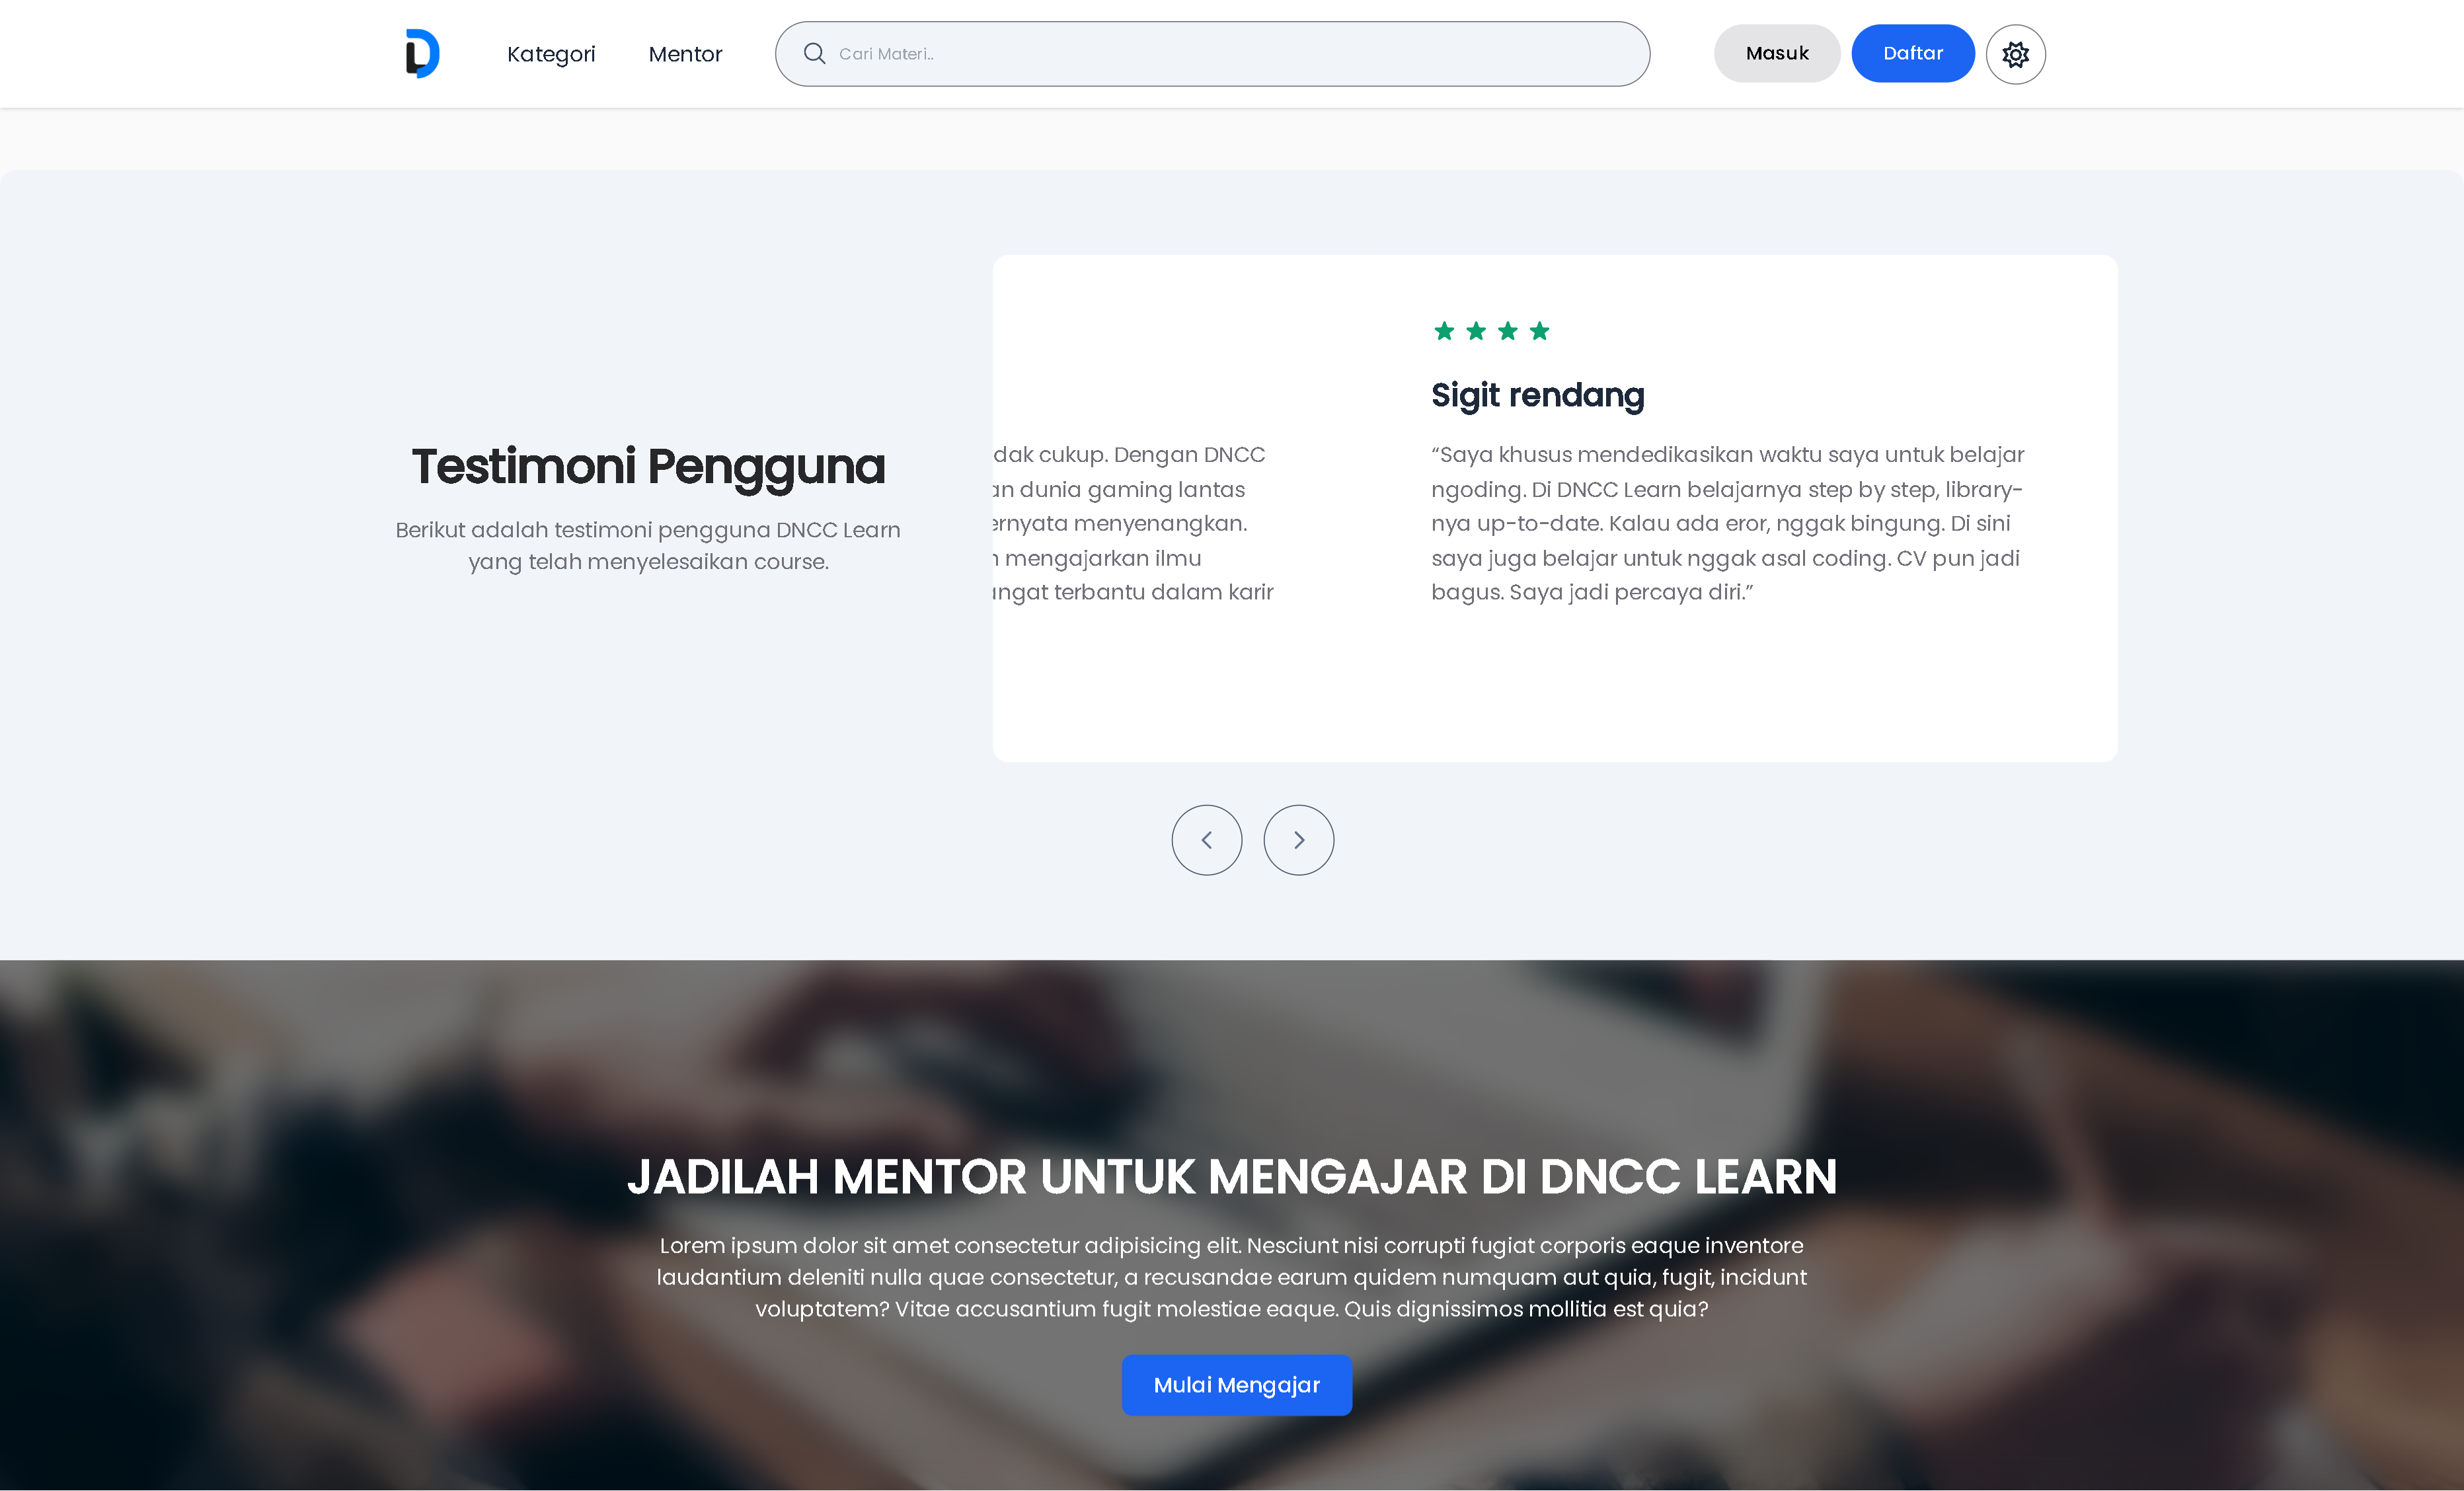 Kategori
Mentor
Cari Materi..
Masuk
Daftar
Testimoni Pengguna
Berikut adalah testimoni pengguna DNCC Learn
yang telah menyelesaikan course.
dak cukup. Dengan DNCC
an dunia gaming lantas
ernyata menyenangkan.
mengajarkan ilmu
angat terbantu dalam karir
Sigit rendang
“Saya khusus mendedikasikan waktu saya untuk belajar
ngoding. Di DNCC Learn belajarnya step by step, library-
nya up-to-date. Kalau ada eror, nggak bingung. Di sini
saya juga belajar untuk nggak asal coding. CV pun jadi
bagus. Saya jadi percaya diri.”
JADILAH MENTOR UNTUK MENGAJAR DI DNCC LEARN
Lorem ipsum dolor sit amet consectetur adipisicing elit. Nesciunt nisi corrupti fugiat corporis eaque inventore
laudantium deleniti nulla quae consectetur, a recusandae earum quidem numquam aut quia, fugit, incidunt
voluptatem? Vitae accusantium fugit molestiae eaque. Quis dignissimos mollitia est quia?
Mulai Mengajar